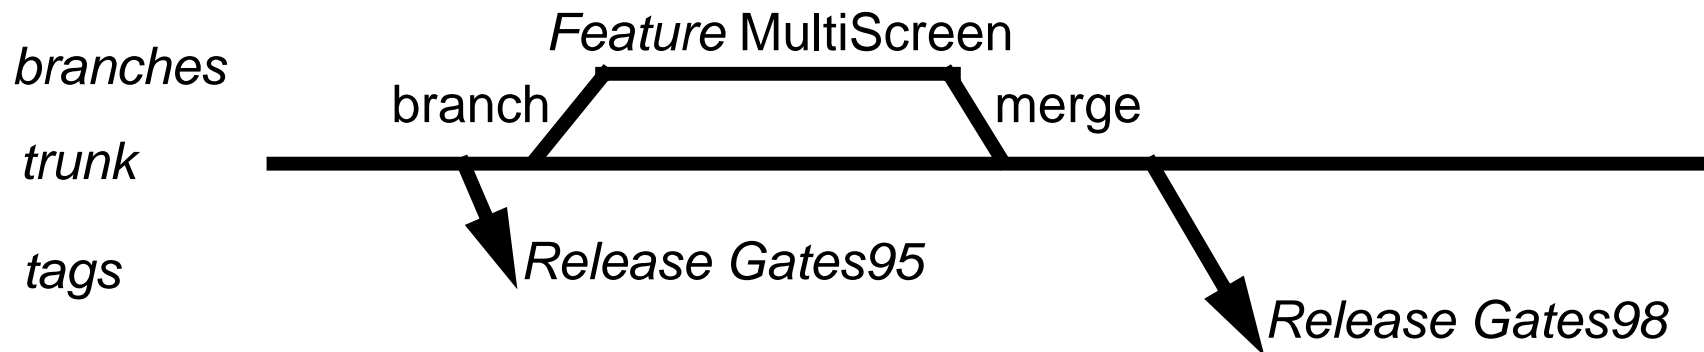 Feature MultiScreen
branches
branch
merge
trunk
Release Gates95
tags
Release Gates98